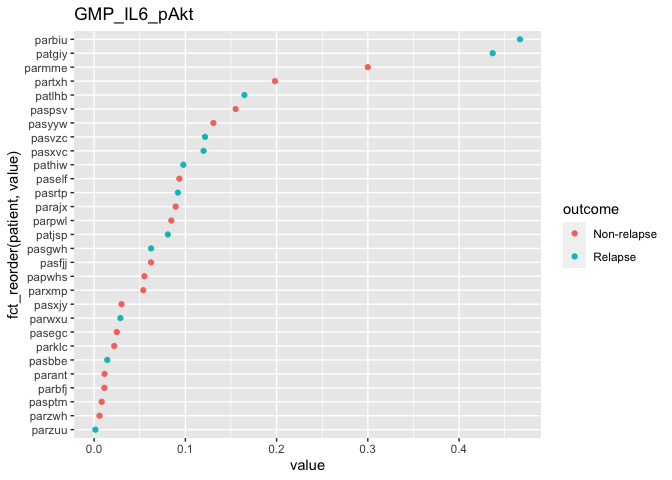 GMP_IL6_pAkt
fct_reorder(patient, value)
parbiu
patgiy
parmme
partxh
patlhb
paspsv
pasyyw
pasvzc
pasxvc
pathiw
paself
pasrtp
parajx
parpwl
patjsp
pasgwh
pasfjj
papwhs
parxmp
pasxjy
parwxu
pasegc
parklc
pasbbe
parant
parbfj
pasptm
parzwh
parzuu
0.0 0.1 0.2 0.3 0.4
value
outcome
Non-relapse
Relapse